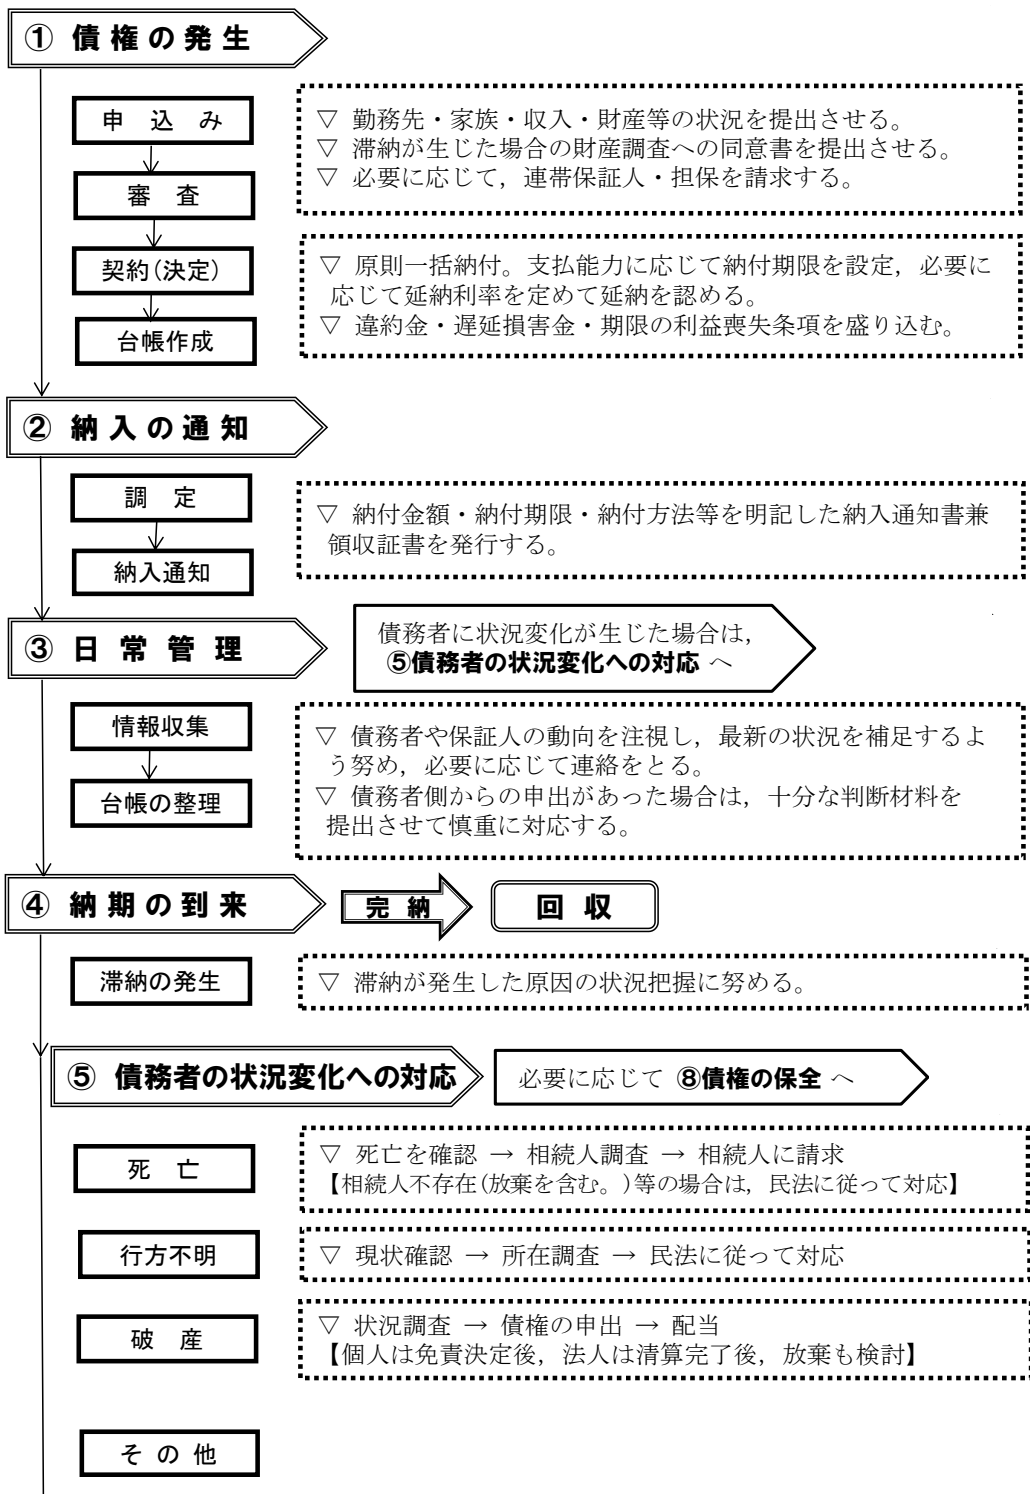 ① 債権の発生
申込み
▽ 勤務先・家族・収入・財産等の状況を提出させる。
▽ 滞納が生じた場合の財産調査への同意書を提出させる。
▽ 必要に応じて，連帯保証人・担保を請求する。
審査
契約(決定)
▽ 原則一括納付。支払能力に応じて納付期限を設定，必要に
応じて延納利率を定めて延納を認める。
▽ 違約金・遅延損害金・期限の利益喪失条項を盛り込む。
台帳作成
② 納入の通知
調定
▽ 納付金額・納付期限・納付方法等を明記した納入通知書兼
領収証書を発行する。
納入通知
③ 日常管理
債務者に状況変化が生じた場合は，
⑤債務者の状況変化への対応 へ
情報収集
▽ 債務者や保証人の動向を注視し，最新の状況を補足するよ
う努め，必要に応じて連絡をとる。
▽ 債務者側からの申出があった場合は，十分な判断材料を
提出させて慎重に対応する。
台帳の整理
④ 納期の到来
完納
回収
滞納の発生
▽ 滞納が発生した原因の状況把握に努める。
⑤ 債務者の状況変化への対応
必要に応じて ⑧債権の保全 へ
死亡
▽ 死亡を確認 → 相続人調査 → 相続人に請求
【相続人不存在(放棄を含む。)等の場合は，民法に従って対応】
行方不明
▽ 現状確認 → 所在調査 → 民法に従って対応
破産
▽ 状況調査 → 債権の申出 → 配当
【個人は免責決定後，法人は清算完了後，放棄も検討】
その他